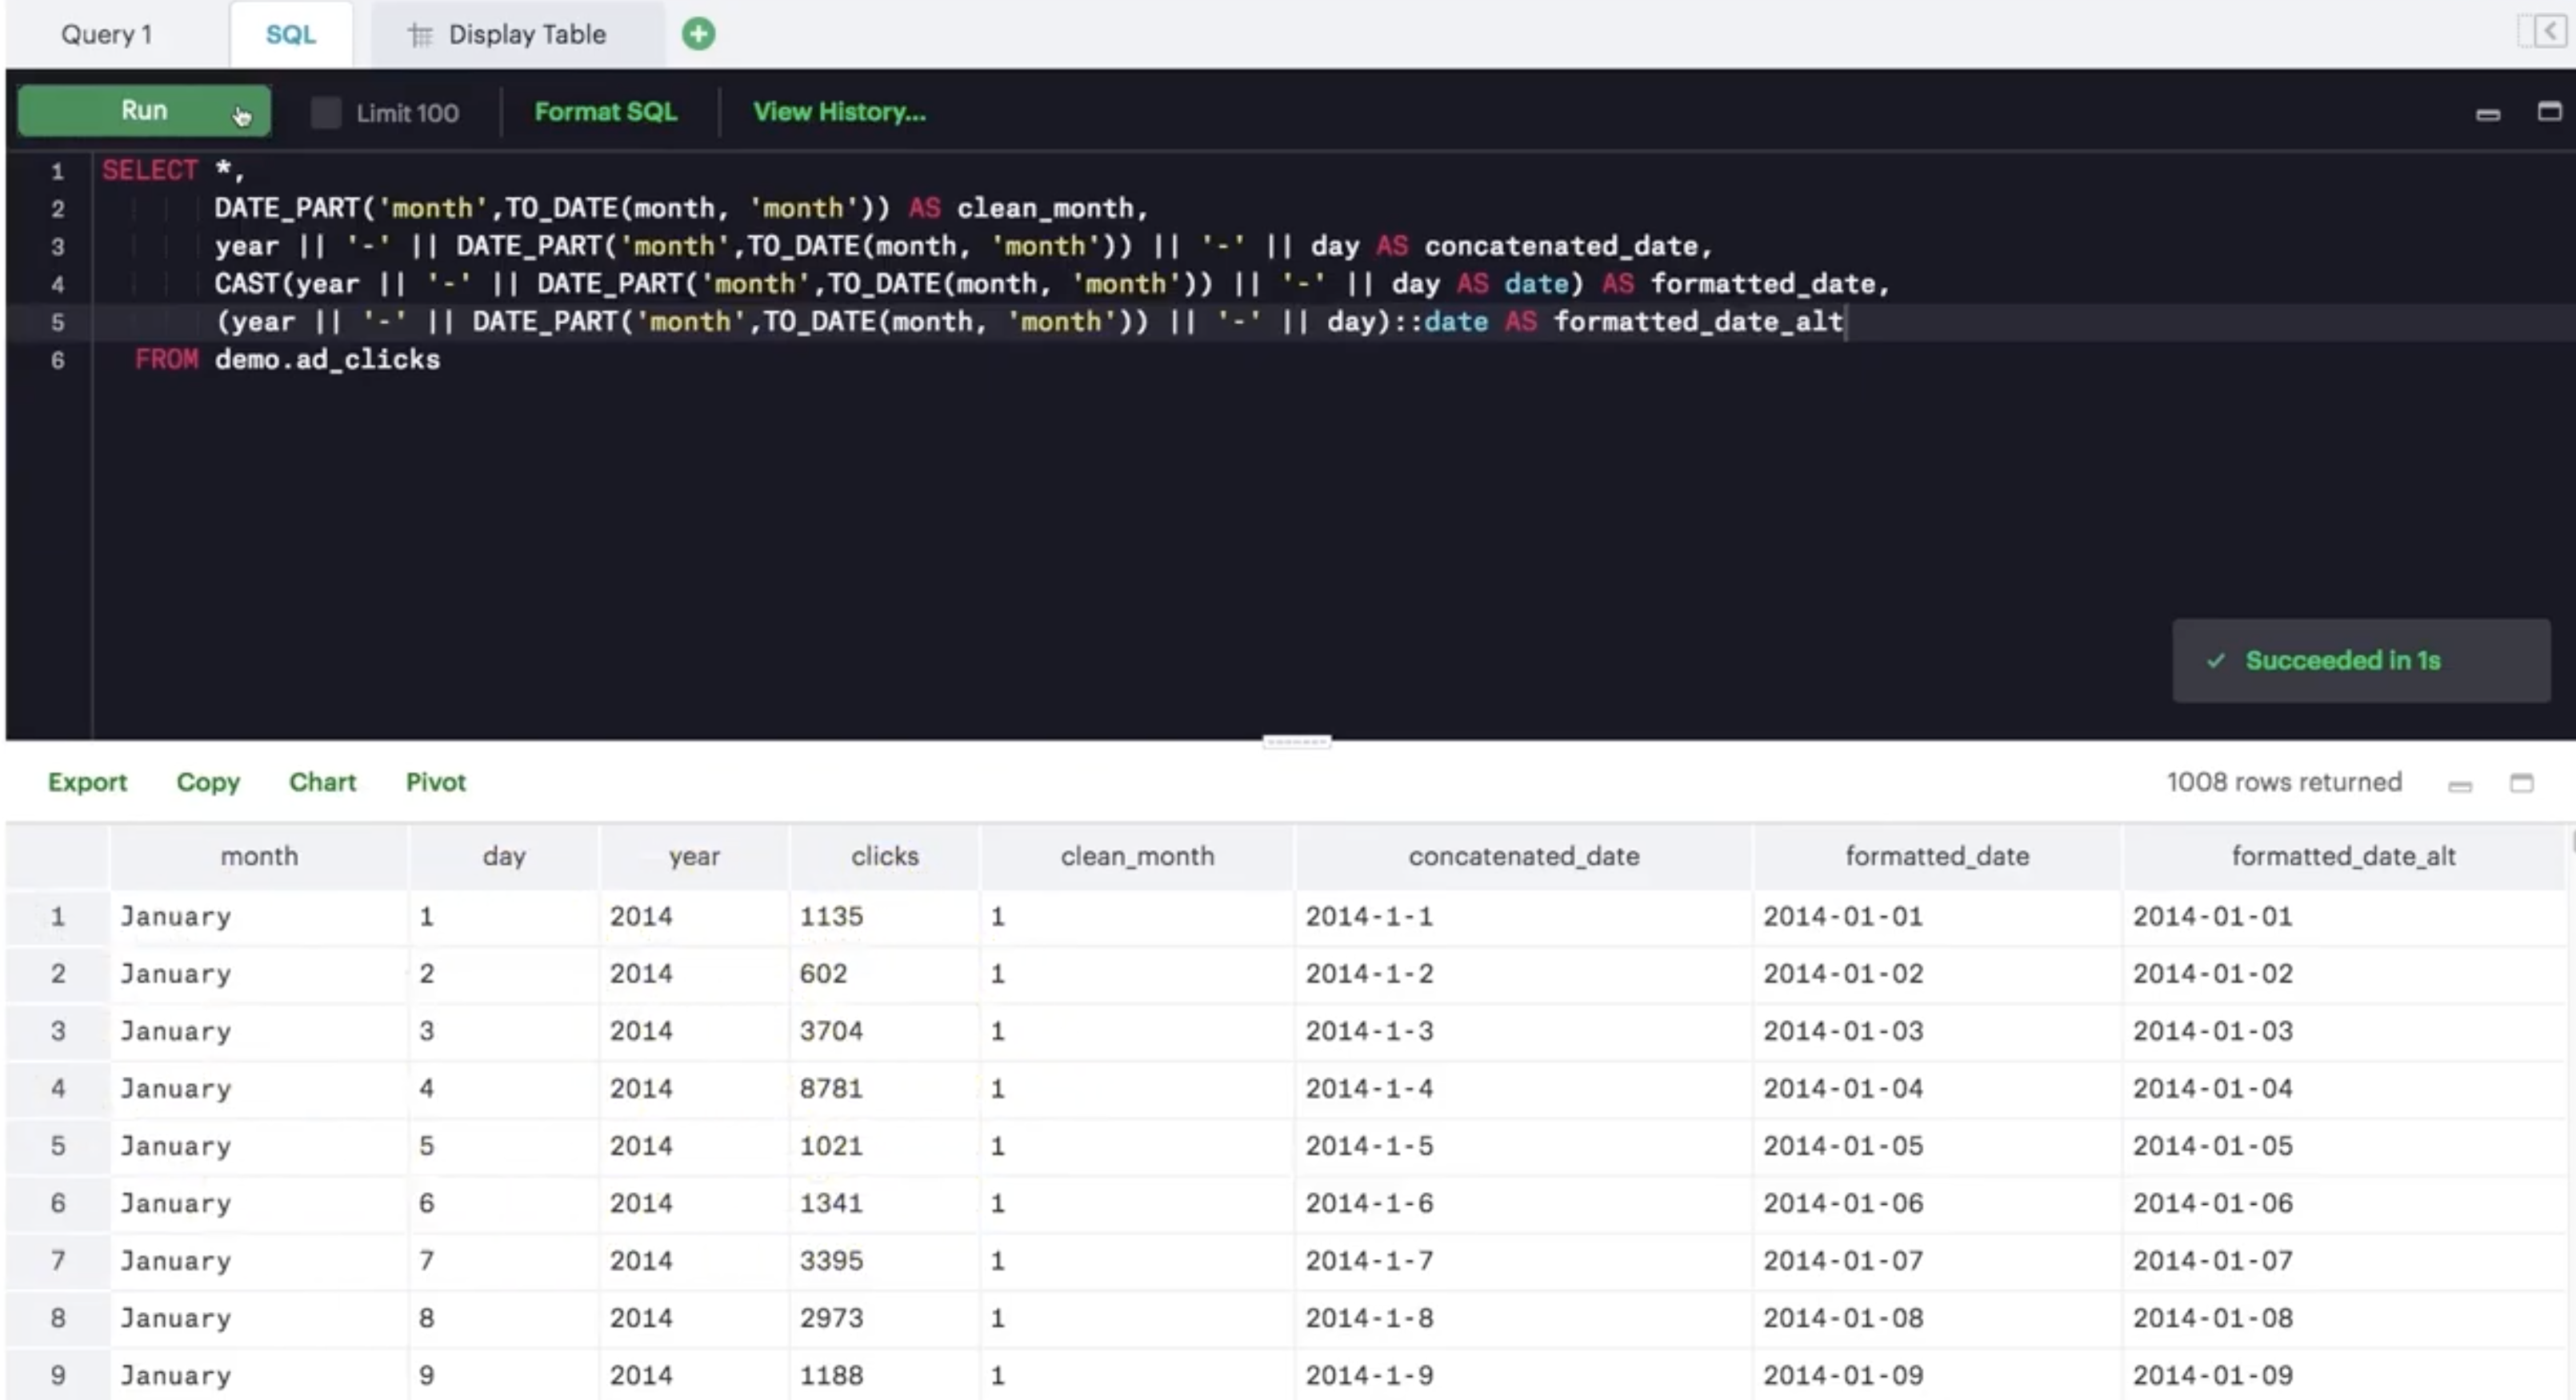 Query 1 SQL Display Table
Run Limit 100 Format SQL View History...
1 SELECT *,
2 DATE_PART('month',TO_DATE(month, 'month')) AS clean_month,
3 year || '-' || DATE_PART('month',TO_DATE(month, 'month')) || '-' || day AS concatenated_date,
4 CAST(year || '-' || DATE_PART('month',TO_DATE(month, 'month')) || '-' || day AS date) AS formatted_date,
5 (year || '-' || DATE_PART('month',TO_DATE(month, 'month')) || '-' || day)::date AS formatted_date_alt
6 FROM demo.ad_clicks
✓ Succeeded in 1s
Export Copy Chart Pivot 1008 rows returned
month day year clicks clean_month concatenated_date formatted_date formatted_date_alt
1 January 1 2014 1135 1 2014-1-1 2014-01-01 2014-01-01
2 January 2 2014 602 1 2014-1-2 2014-01-02 2014-01-02
3 January 3 2014 3704 1 2014-1-3 2014-01-03 2014-01-03
4 January 4 2014 8781 1 2014-1-4 2014-01-04 2014-01-04
5 January 5 2014 1021 1 2014-1-5 2014-01-05 2014-01-05
6 January 6 2014 1341 1 2014-1-6 2014-01-06 2014-01-06
7 January 7 2014 3395 1 2014-1-7 2014-01-07 2014-01-07
8 January 8 2014 2973 1 2014-1-8 2014-01-08 2014-01-08
9 January 9 2014 1188 1 2014-1-9 2014-01-09 2014-01-09